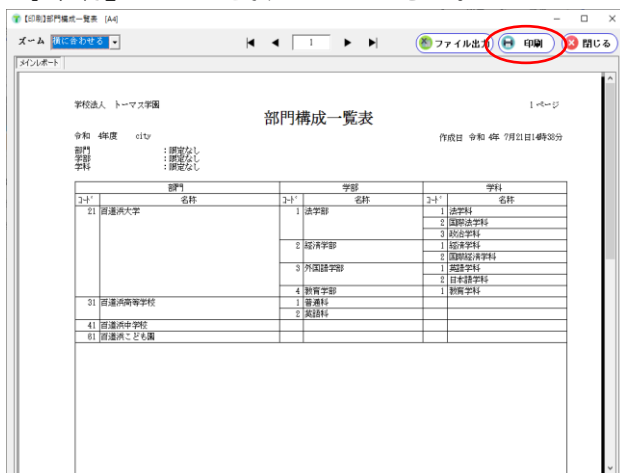 【印刷】部門構成一覧表 [A4]
ズーム 横に合わせる 1 ファイル出力 印刷 閉じる
メインレポート
学校法人 トーマス学園 1 ページ
部門構成一覧表
令和 4年度 city 作成日 令和 4年 7月21日14時38分
部門 : 限定なし
学部 : 限定なし
学科 : 限定なし
部門 学部 学科
コード 名称 コード 名称 コード 名称
21 百道浜大学 1 法学部 1 法学科
2 国際法学科
3 政治学科
2 経済学部 1 経済学科
2 国際経済学科
3 外国語学部 1 英語学科
2 日本語学科
4 教育学部 1 教育学科
31 百道浜高等学校 1 普通科
2 英語科
41 百道浜中学校
61 百道浜こども園